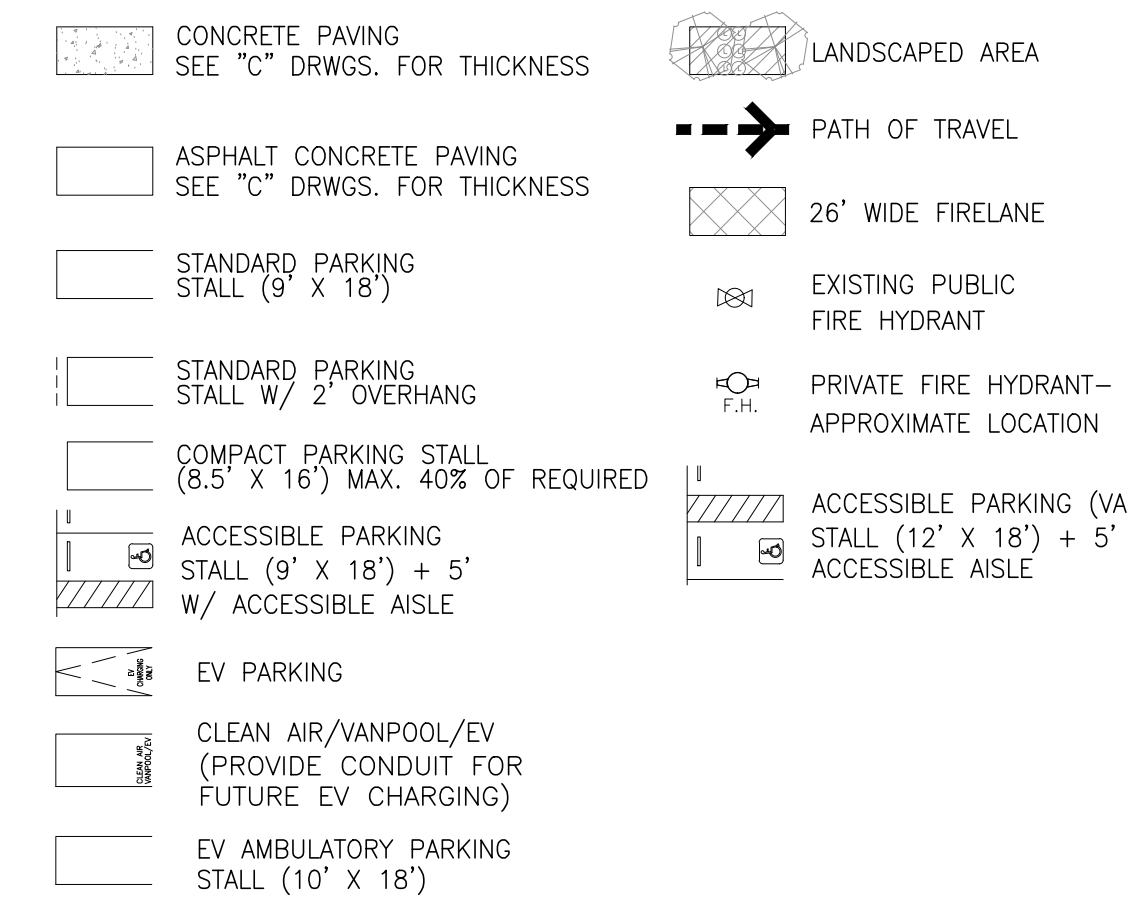 CONCRETE PAVING
SEE "C" DRWGS. FOR THICKNESS
ASPHALT CONCRETE PAVING
SEE "C" DRWGS. FOR THICKNESS
STANDARD PARKING
STALL (9' X 18')
STANDARD PARKING
STALL W/ 2' OVERHANG
COMPACT PARKING STALL
(8.5' X 16') MAX. 40% OF REQUIRED
ACCESSIBLE PARKING
STALL (9' X 18') + 5'
W/ ACCESSIBLE AISLE
EV
CHARGING
ONLY
EV PARKING
CLEAN AIR
VANPOOL/EV
CLEAN AIR/VANPOOL/EV
(PROVIDE CONDUIT FOR
FUTURE EV CHARGING)
EV AMBULATORY PARKING
STALL (10' X 18')
LANDSCAPED AREA
PATH OF TRAVEL
26' WIDE FIRELANE
EXISTING PUBLIC
FIRE HYDRANT
F.H.
PRIVATE FIRE HYDRANT-
APPROXIMATE LOCATION
ACCESSIBLE PARKING (VA
STALL (12' X 18') + 5'
ACCESSIBLE AISLE